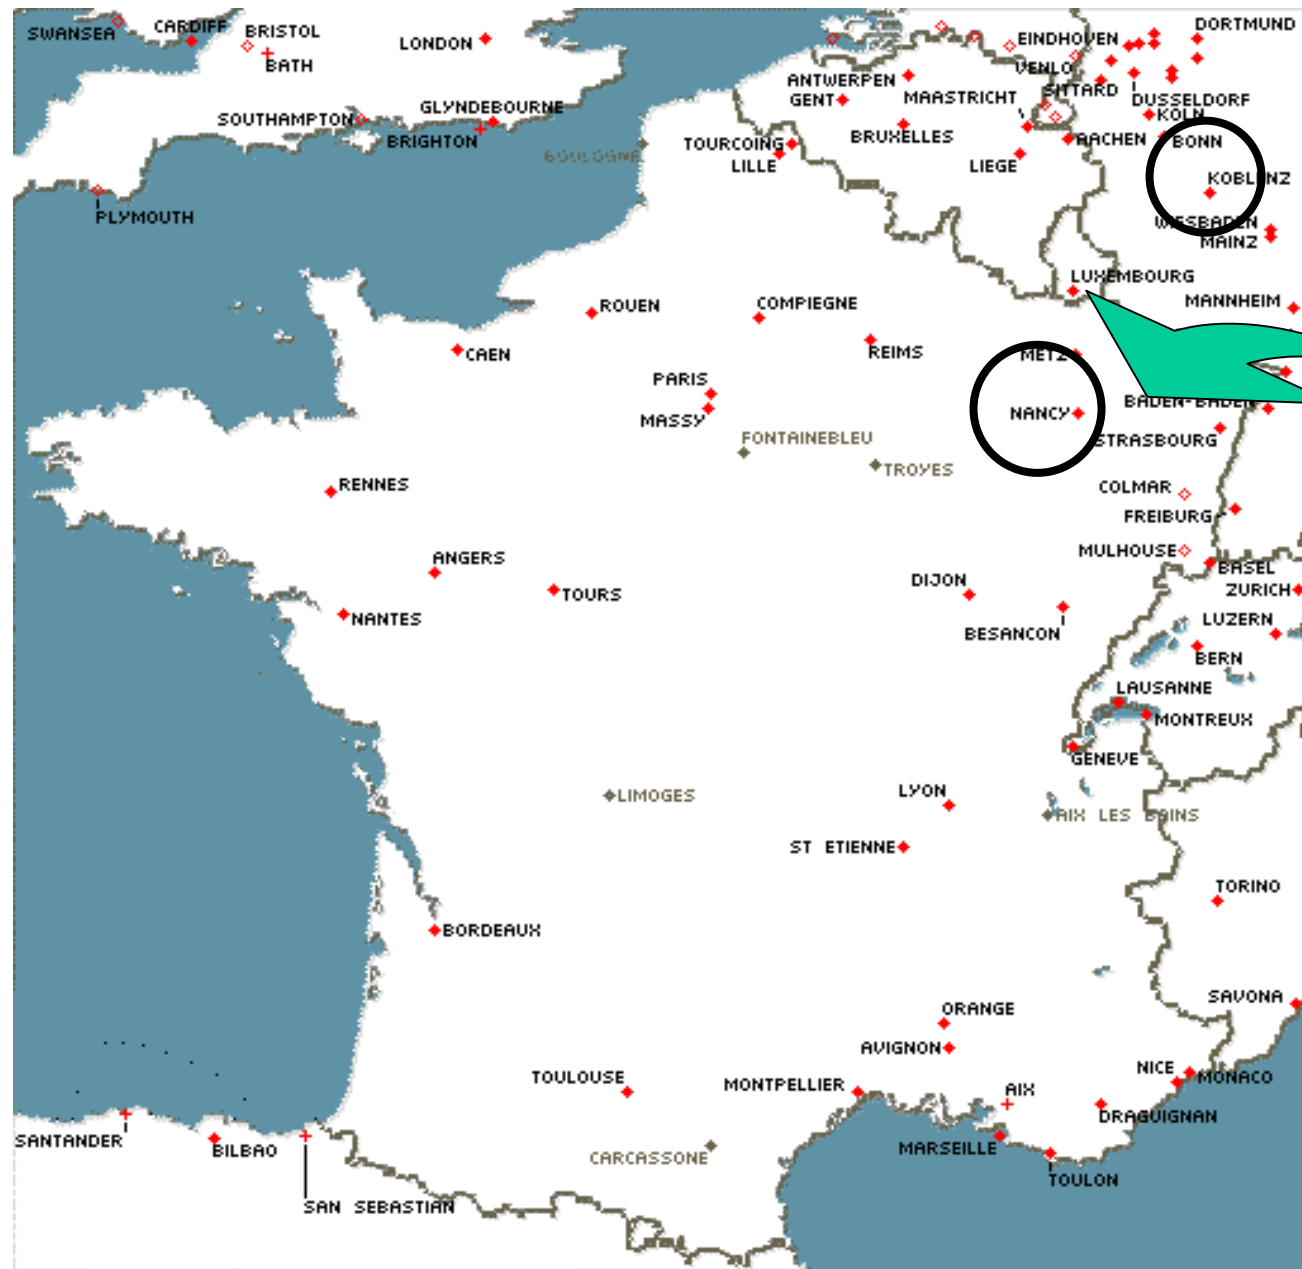 SWANSEA
CARDIFF
BRISTOL
BATH
LONDON
EINDHOVEN
DORTMUND
VENLO
ANTWERPEN
SITTARD
GENT
MAASTRICHT
DUSSELDORF
GLYNDEBOURNE
SOUTHAMPTON
KOLN
BRIGHTON
BRUXELLES
AACHEN
BONN
TOURCOING
BOULOGNE
LILLE
LIEGE
KOBLENZ
PLYMOUTH
WIESBADEN
MAINZ
LUXEMBOURG
MANNHEIM
ROUEN
COMPIEGNE
CAEN
REIMS
METZ
PARIS
BADEN-BADEN
MASSY
NANCY
FONTAINEBLEU
STRASBOURG
TROYES
RENNES
COLMAR
FREIBURG
ANGERS
MULHOUSE
BASEL
DIJON
TOURS
ZURICH
NANTES
LUZERN
BESANCON
BERN
LAUSANNE
MONTREUX
GENEVE
LIMOGES
LYON
AIX LES BAINS
ST ETIENNE
TORINO
BORDEAUX
SAVONA
ORANGE
AVIGNON
NICE
MONACO
TOULOUSE
MONTPELLIER
AIX
DRAGUIGNAN
SANTANDER
BILBAO
MARSEILLE
CARCASSONE
TOULON
SAN SEBASTIAN